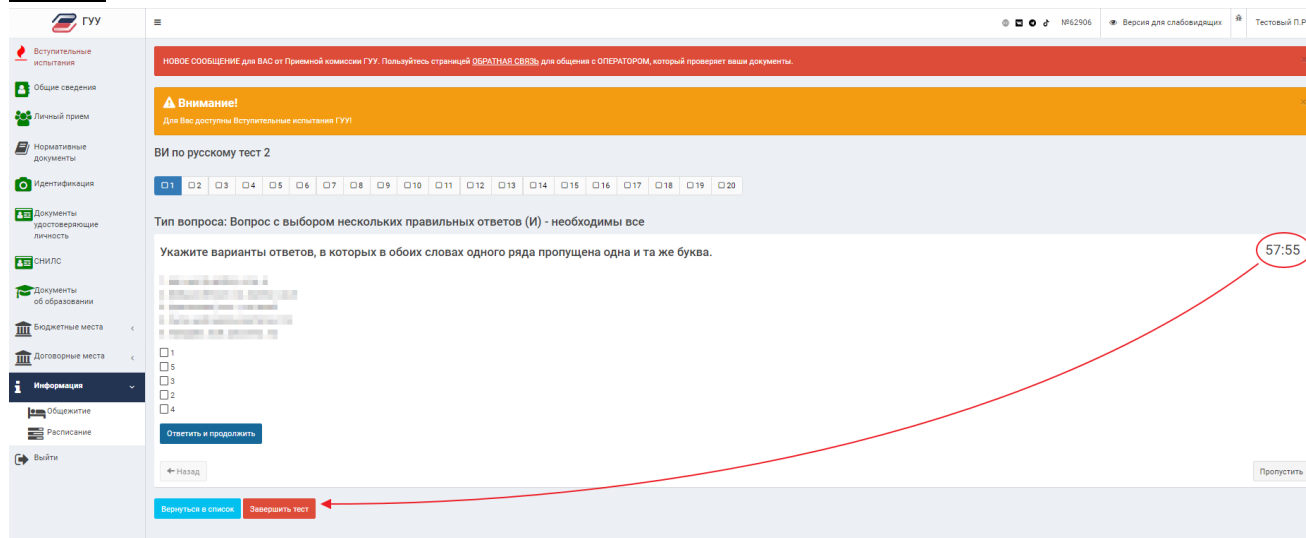 ГУУ
№62906
Версия для слабовидящих
Тестовый П.Р
Вступительные
испытания
Общие сведения
Личный прием
Нормативные
документы
Идентификация
Документы
удостоверяющие
личность
СНИЛС
Документы
об образовании
Бюджетные места
Договорные места
Информация
Общежитие
Расписание
Выйти
НОВОЕ СООБЩЕНИЕ для ВАС от Приемной комиссии ГУУ. Пользуйтесь страницей ОБРАТНАЯ СВЯЗЬ для общения с ОПЕРАТОРОМ, который проверяет ваши документы.
Внимание!
Для Вас доступны Вступительные испытания ГУУ!
ВИ по русскому тест 2
1 2 3 4 5 6 7 8 9 10 11 12 13 14 15 16 17 18 19 20
Тип вопроса: Вопрос с выбором нескольких правильных ответов (И) - необходимы все
Укажите варианты ответов, в которых в обоих словах одного ряда пропущена одна и та же буква.
57:55
1
5
3
2
4
Ответить и продолжить
Назад
Пропустить
Вернуться в список
Завершить тест